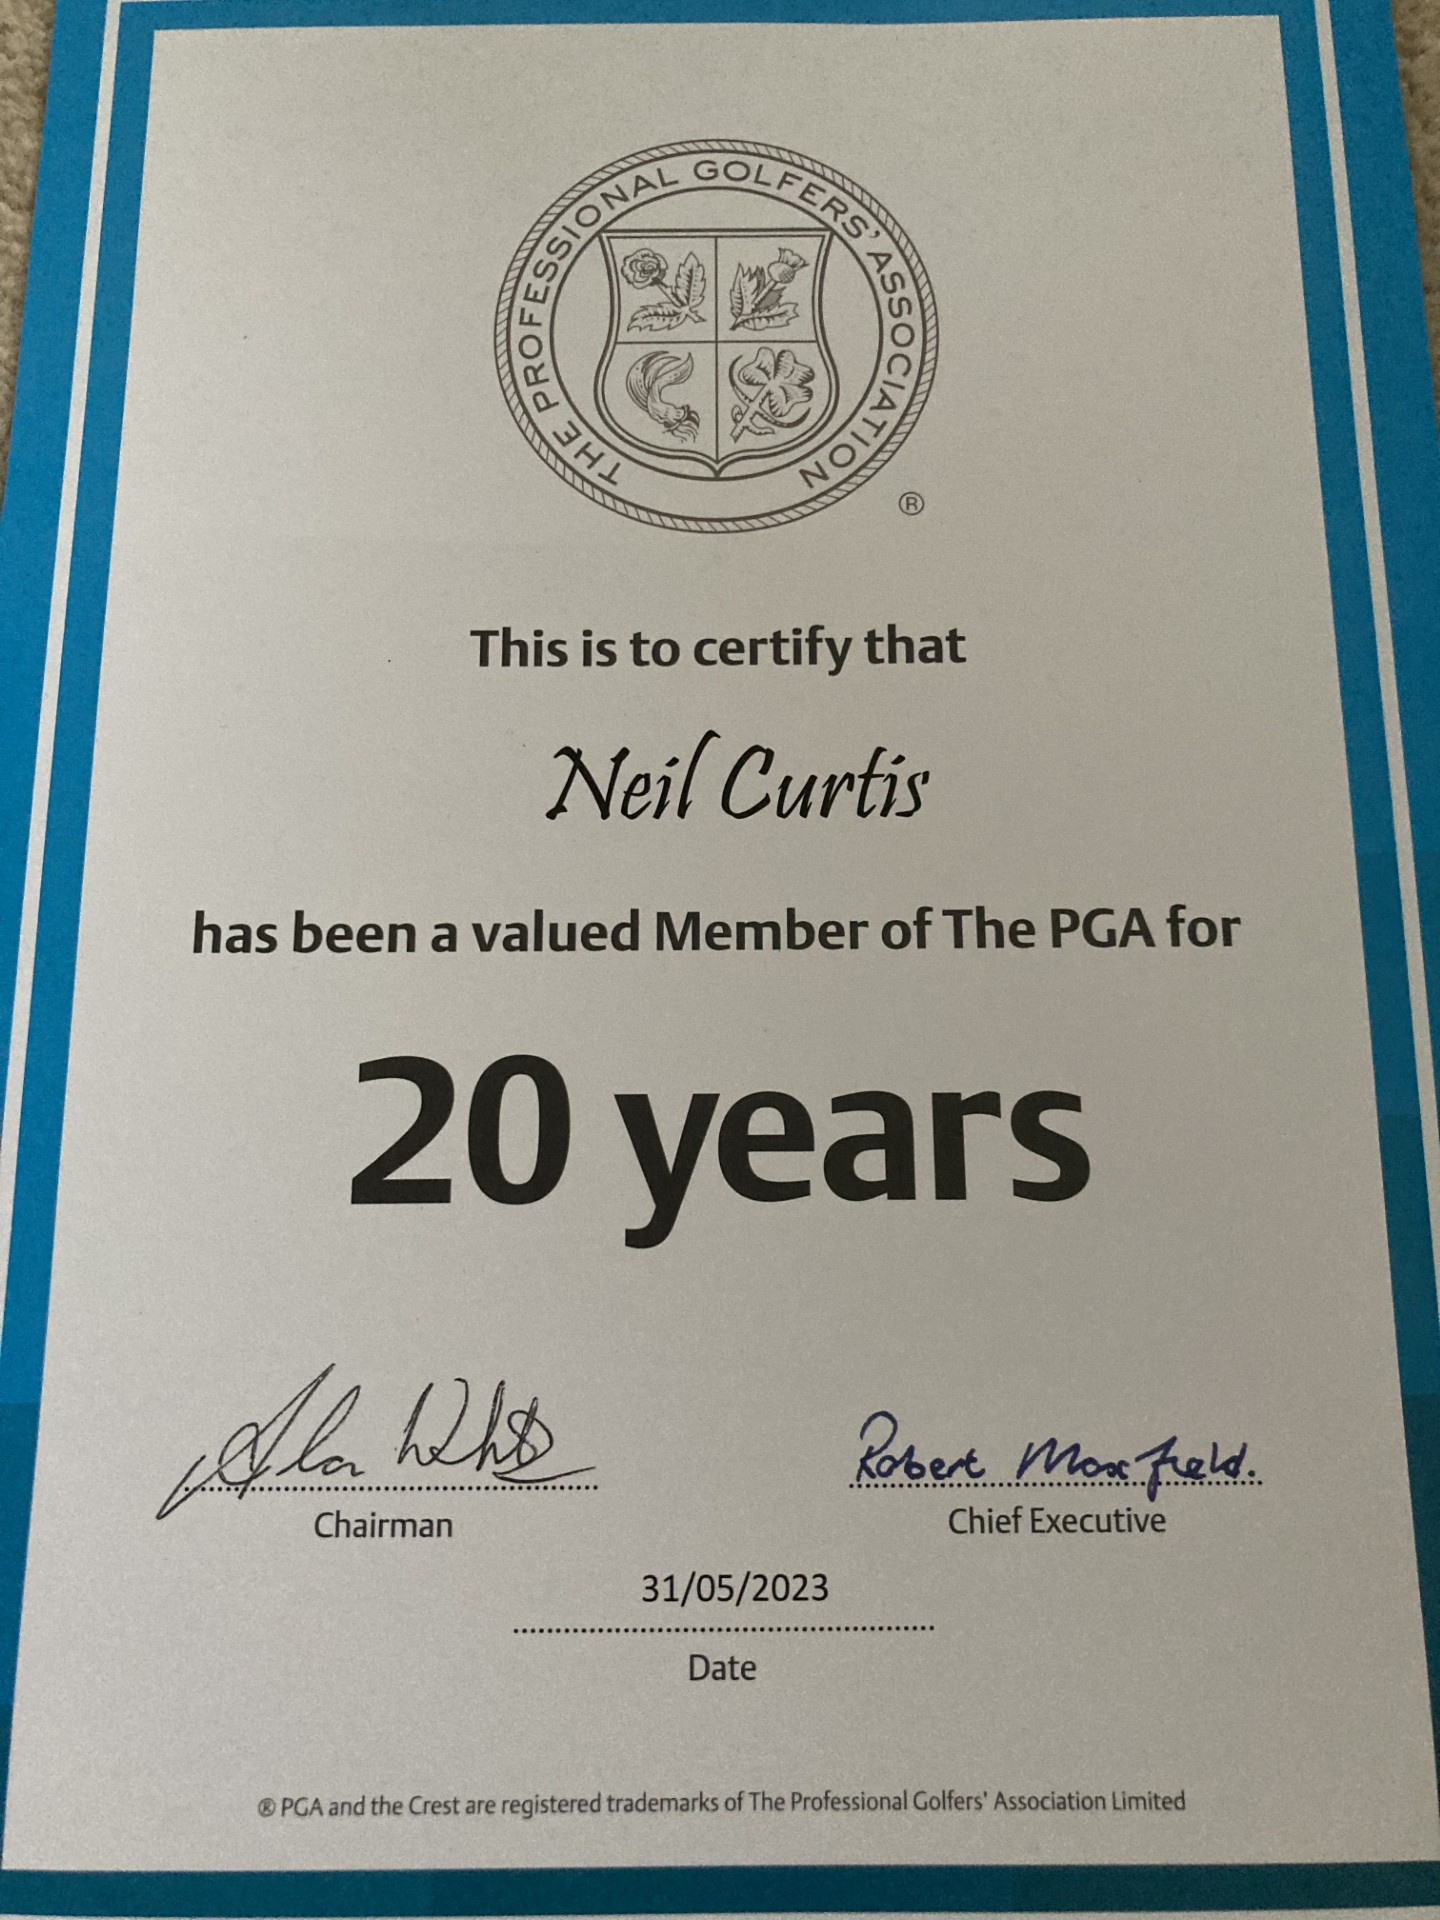 THE PROFESSIONAL GOLFERS' ASSOCIATION
®
This is to certify that
Neil Curtis
has been a valued Member of The PGA for
20 years
Alan White Robert Maxfield.
Chairman Chief Executive
31/05/2023
Date
® PGA and the Crest are registered trademarks of The Professional Golfers' Association Limited